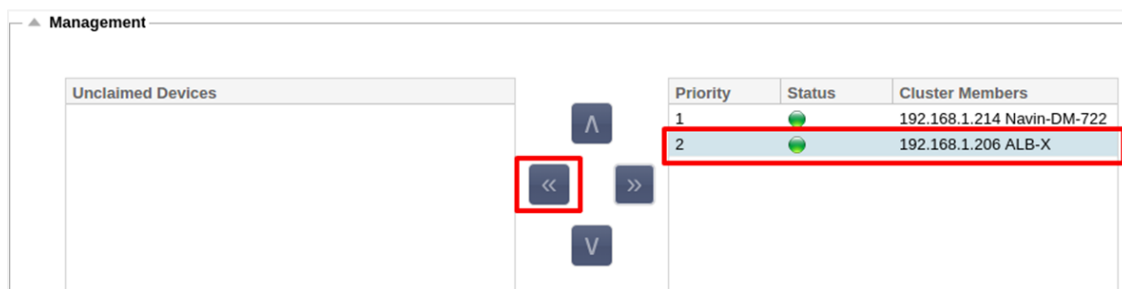 Management
Unclaimed Devices
Priority Status Cluster Members
1 192.168.1.214 Navin-DM-722
2 192.168.1.206 ALB-X